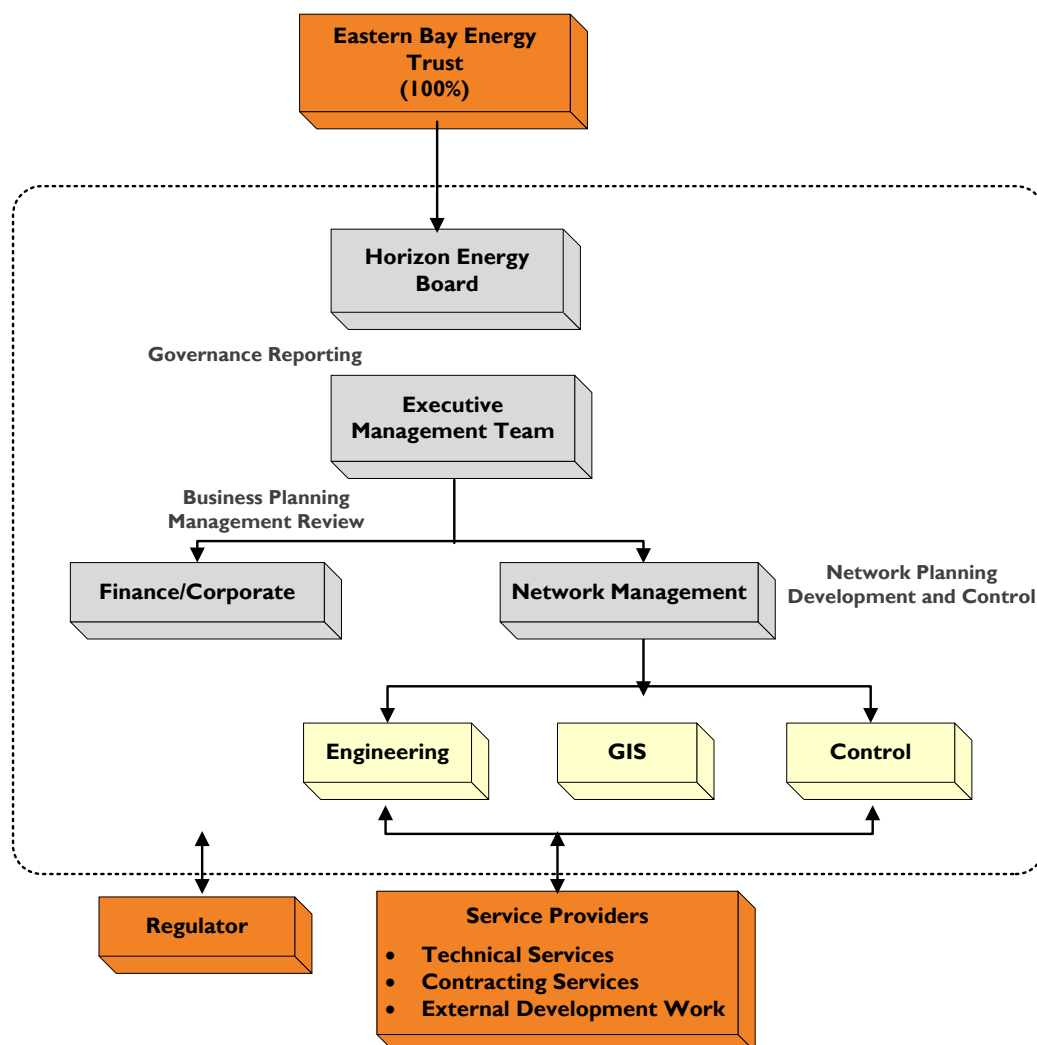 Eastern Bay Energy
Trust
(100%)
Horizon Energy
Board
Governance Reporting
Executive
Management Team
Business Planning
Management Review
Finance/Corporate
Network Management
Network Planning
Development and Control
Engineering
GIS
Control
Regulator
Service Providers
• Technical Services
• Contracting Services
• External Development Work